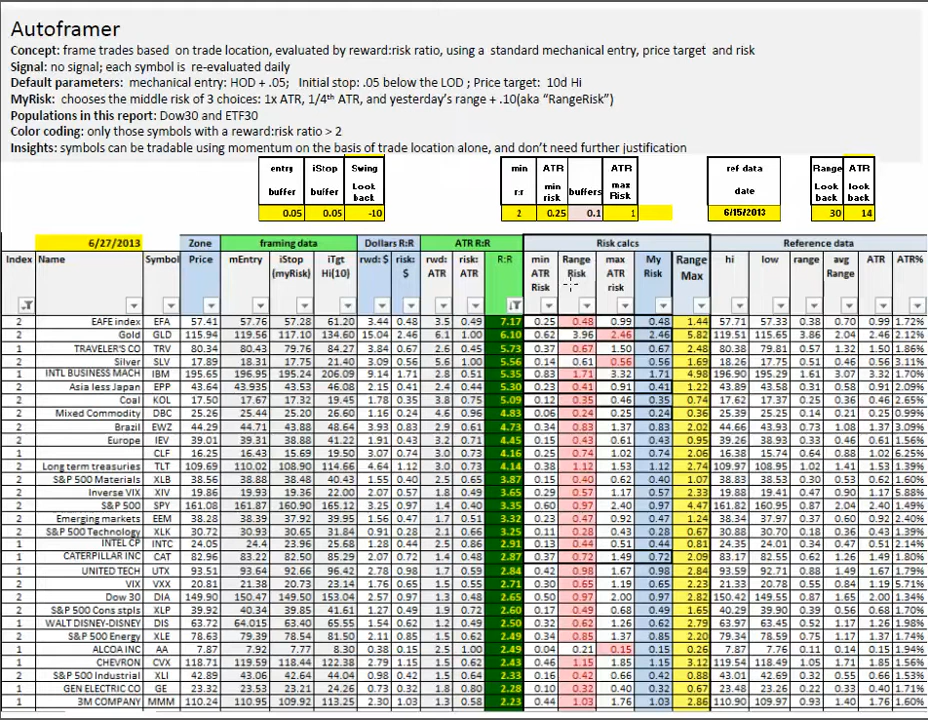 Autoframer
Concept: frame trades based on trade location, evaluated by reward:risk ratio, using a standard mechanical entry, price target and risk
Signal: no signal; each symbol is re-evaluated daily
Default parameters: mechanical entry: HOD + .05; Initial stop: .05 below the LOD ; Price target: 10d Hi
MyRisk: chooses the middle risk of 3 choices: 1x ATR, 1/4th ATR, and yesterday's range + .10(aka "RangeRisk")
Populations in this report: Dow30 and ETF30
Color coding: only those symbols with a reward:risk ratio > 2
Insights: symbols can be tradable using momentum on the basis of trade location alone, and don't need further justification
entry buffer iStop buffer Swing Look back min r:r ATR min risk buffers ATR max Risk ref data date Range Look back ATR look back
0.05 0.05 -10 2 0.25 0.1 1 6/15/2013 30 14
6/27/2013 Zone framing data Dollars R:R ATR R:R Risk calcs Reference data
Index Name Symbol Price mEntry iStop (myRisk) iTgt Hi(10) rwd: $ risk: $ rwd: ATR risk: ATR R:R min ATR Risk Range Risk max ATR risk My Risk Range Max hi low range avg Range ATR ATR%
2 EAFE index EFA 57.41 57.76 57.28 61.20 3.44 0.48 3.5 0.49 7.17 0.25 0.48 0.99 0.48 1.44 57.71 57.33 0.38 0.70 0.99 1.72%
2 Gold GLD 115.94 119.56 117.10 134.60 15.04 2.46 6.1 1.00 6.10 0.62 3.96 2.46 2.46 5.82 119.51 115.65 3.86 2.04 2.46 2.12%
1 TRAVELER'S CO TRV 80.34 80.43 79.76 84.27 3.84 0.67 2.6 0.45 5.73 0.37 0.67 1.50 0.67 2.48 80.38 79.81 0.57 1.32 1.50 1.86%
2 Silver SLV 17.89 18.31 17.75 21.40 3.09 0.56 5.6 1.00 5.56 0.14 0.61 0.56 0.56 1.69 18.26 17.75 0.51 0.46 0.56 3.11%
1 INTL BUSINESS MACH IBM 195.65 196.95 195.24 206.09 9.14 1.71 2.8 0.51 5.35 0.83 1.71 3.32 1.71 4.98 196.90 195.29 1.61 3.07 3.32 1.70%
2 Asia less Japan EPP 43.64 43.935 43.53 46.08 2.15 0.41 2.4 0.44 5.30 0.23 0.41 0.91 0.41 1.22 43.89 43.58 0.31 0.58 0.91 2.09%
2 Coal KOL 17.50 17.67 17.32 19.45 1.78 0.35 3.8 0.75 5.09 0.12 0.35 0.46 0.35 0.74 17.62 17.37 0.25 0.36 0.46 2.65%
2 Mixed Commodity DBC 25.26 25.44 25.20 26.60 1.16 0.24 4.6 0.96 4.83 0.06 0.24 0.25 0.24 0.36 25.39 25.25 0.14 0.21 0.25 0.99%
2 Brazil EWZ 44.29 44.71 43.88 48.64 3.93 0.83 2.9 0.61 4.73 0.34 0.83 1.37 0.83 2.02 44.66 43.93 0.73 1.08 1.37 3.09%
2 Europe IEV 39.01 39.31 38.88 41.22 1.91 0.43 3.2 0.71 4.45 0.15 0.43 0.61 0.43 0.95 39.26 38.93 0.33 0.46 0.61 1.56%
1 CLF 16.25 16.43 15.69 19.50 3.07 0.74 3.0 0.73 4.16 0.25 0.74 1.02 0.74 2.06 16.38 15.74 0.64 0.88 1.02 6.25%
2 Long term treasuries TLT 109.69 110.02 108.90 114.66 4.64 1.12 3.0 0.73 4.14 0.38 1.12 1.53 1.12 2.74 109.97 108.95 1.02 1.41 1.53 1.39%
2 S&P 500 Materials XLB 38.56 38.88 38.48 40.43 1.55 0.40 2.5 0.65 3.87 0.15 0.40 0.62 0.40 1.07 38.83 38.53 0.30 0.53 0.62 1.60%
2 Inverse VIX XIV 19.86 19.93 19.36 22.00 2.07 0.57 1.8 0.49 3.65 0.29 0.57 1.17 0.57 2.33 19.88 19.41 0.47 0.90 1.17 5.88%
2 S&P 500 SPY 161.08 161.87 160.90 165.12 3.25 0.97 1.4 0.40 3.35 0.60 0.97 2.40 0.97 4.47 161.82 160.95 0.87 2.04 2.40 1.49%
2 Emerging markets EEM 38.28 38.39 37.92 39.95 1.56 0.47 1.7 0.51 3.32 0.23 0.47 0.92 0.47 1.24 38.34 37.97 0.37 0.60 0.92 2.40%
2 S&P 500 Technology XLK 30.72 30.93 30.65 31.84 0.91 0.28 2.1 0.66 3.25 0.11 0.28 0.43 0.28 0.67 30.88 30.70 0.18 0.36 0.43 1.39%
1 INTEL CP INTC 24.05 24.4 23.96 25.68 1.28 0.44 2.5 0.86 2.91 0.13 0.44 0.51 0.44 0.81 24.35 24.01 0.34 0.47 0.51 2.14%
1 CATERPILLAR INC CAT 82.96 83.22 82.50 85.29 2.07 0.72 1.4 0.48 2.87 0.37 0.72 1.49 0.72 2.09 83.17 82.55 0.62 1.26 1.49 1.80%
1 UNITED TECH UTX 93.51 93.64 92.66 96.42 2.78 0.98 1.7 0.59 2.84 0.42 0.98 1.67 0.98 2.84 93.59 92.71 0.88 1.49 1.67 1.79%
2 VIX VXX 20.81 21.38 20.73 23.14 1.76 0.65 1.5 0.55 2.71 0.30 0.65 1.19 0.65 2.23 21.33 20.78 0.55 0.84 1.19 5.71%
2 Dow 30 DIA 149.90 150.47 149.50 153.04 2.57 0.97 1.3 0.48 2.65 0.50 0.97 2.00 0.97 2.82 150.42 149.55 0.87 1.65 2.00 1.34%
2 S&P 500 Cons stpls XLP 39.92 40.34 39.85 41.61 1.27 0.49 1.9 0.72 2.60 0.17 0.49 0.68 0.49 1.65 40.29 39.90 0.39 0.56 0.68 1.70%
1 WALT DISNEY-DISNEY DIS 63.72 64.015 63.40 65.55 1.54 0.62 1.2 0.49 2.50 0.32 0.62 1.26 0.62 2.79 63.97 63.45 0.52 1.12 1.26 1.98%
2 S&P 500 Energy XLE 78.63 79.39 78.54 81.50 2.11 0.85 1.5 0.62 2.49 0.34 0.85 1.37 0.85 2.20 79.34 78.59 0.75 1.17 1.37 1.74%
1 ALCOA INC AA 7.87 7.92 7.77 8.30 0.38 0.15 2.5 1.00 2.49 0.04 0.21 0.15 0.15 0.26 7.87 7.76 0.11 0.14 0.15 1.94%
1 CHEVRON CVX 118.71 119.59 118.44 122.38 2.79 1.15 1.5 0.62 2.43 0.46 1.15 1.85 1.15 3.12 119.54 118.49 1.05 1.71 1.85 1.56%
2 S&P 500 Industrial XLI 42.89 43.06 42.64 44.04 0.98 0.42 1.5 0.64 2.33 0.16 0.42 0.66 0.42 0.88 43.01 42.69 0.32 0.55 0.66 1.53%
1 GEN ELECTRIC CO GE 23.32 23.53 23.21 24.26 0.73 0.32 1.8 0.80 2.28 0.10 0.32 0.40 0.32 0.67 23.48 23.26 0.22 0.33 0.40 1.71%
1 3M COMPANY MMM 110.24 110.95 109.92 113.25 2.30 1.03 1.3 0.58 2.23 0.44 1.03 1.76 1.03 2.86 110.90 109.97 0.93 1.40 1.76 1.60%